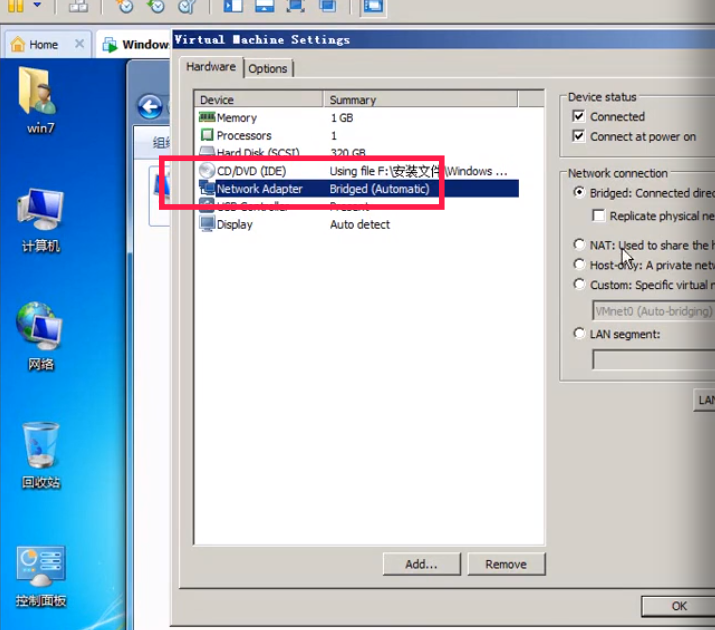 Home
Window
Virtual Machine Settings
Hardware
Options
Device
Summary
Memory
1 GB
Processors
1
Hard Disk (SCSI)
320 GB
CD/DVD (IDE)
Using file F:\安装文件\Windows ...
Network Adapter
Bridged (Automatic)
USB Controller
Present
Display
Auto detect
Add...
Remove
Device status
Connected
Connect at power on
Network connection
Bridged: Connected direc
Replicate physical ne
NAT: Used to share the h
Host-only: A private netw
Custom: Specific virtual n
VMnet0 (Auto-bridging)
LAN segment:
LAN
OK
win7
计算机
网络
回收站
控制面板